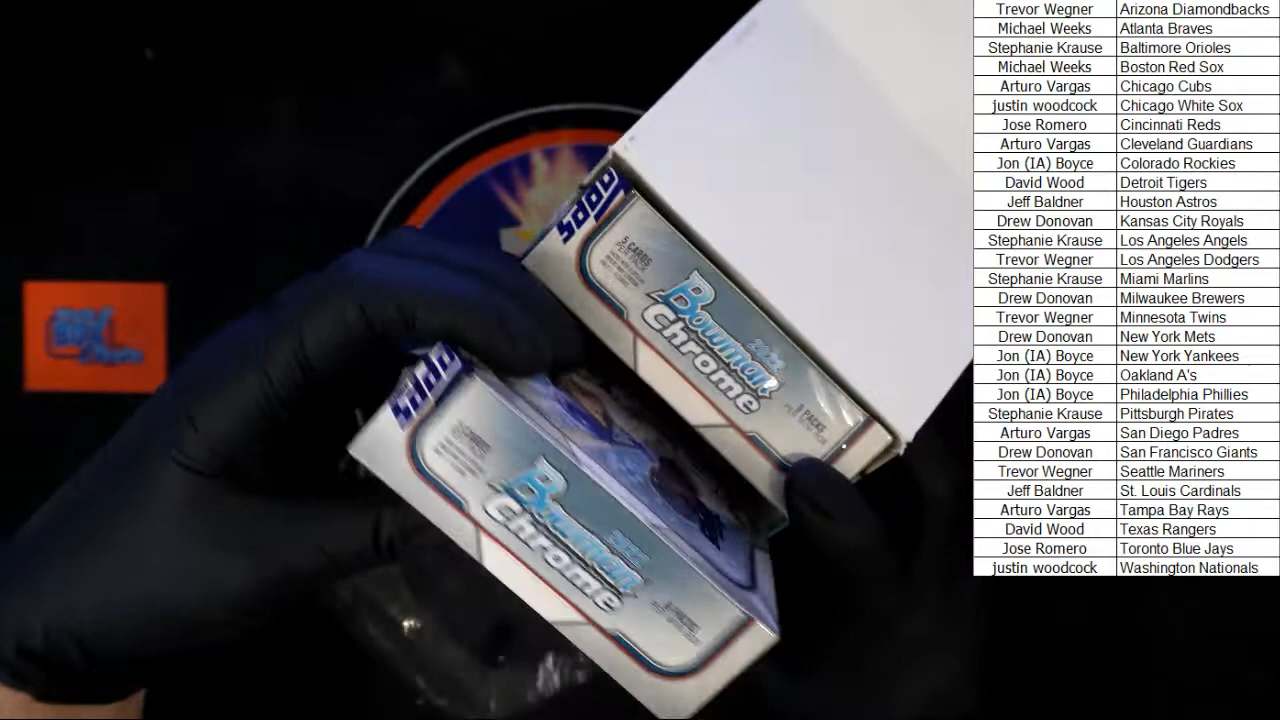 Trevor Wegner Arizona Diamondbacks
Michael Weeks Atlanta Braves
Stephanie Krause Baltimore Orioles
Michael Weeks Boston Red Sox
Arturo Vargas Chicago Cubs
justin woodcock Chicago White Sox
Jose Romero Cincinnati Reds
Arturo Vargas Cleveland Guardians
Jon (IA) Boyce Colorado Rockies
David Wood Detroit Tigers
Jeff Baldner Houston Astros
Drew Donovan Kansas City Royals
Stephanie Krause Los Angeles Angels
Trevor Wegner Los Angeles Dodgers
Stephanie Krause Miami Marlins
Drew Donovan Milwaukee Brewers
Trevor Wegner Minnesota Twins
Drew Donovan New York Mets
Jon (IA) Boyce New York Yankees
Jon (IA) Boyce Oakland A's
Jon (IA) Boyce Philadelphia Phillies
Stephanie Krause Pittsburgh Pirates
Arturo Vargas San Diego Padres
Drew Donovan San Francisco Giants
Trevor Wegner Seattle Mariners
Jeff Baldner St. Louis Cardinals
Arturo Vargas Tampa Bay Rays
David Wood Texas Rangers
Jose Romero Toronto Blue Jays
justin woodcock Washington Nationals
Topps
5 CARDS
PER PACK
Bowman
Chrome
PACKS
Topps
Bowman
Chrome